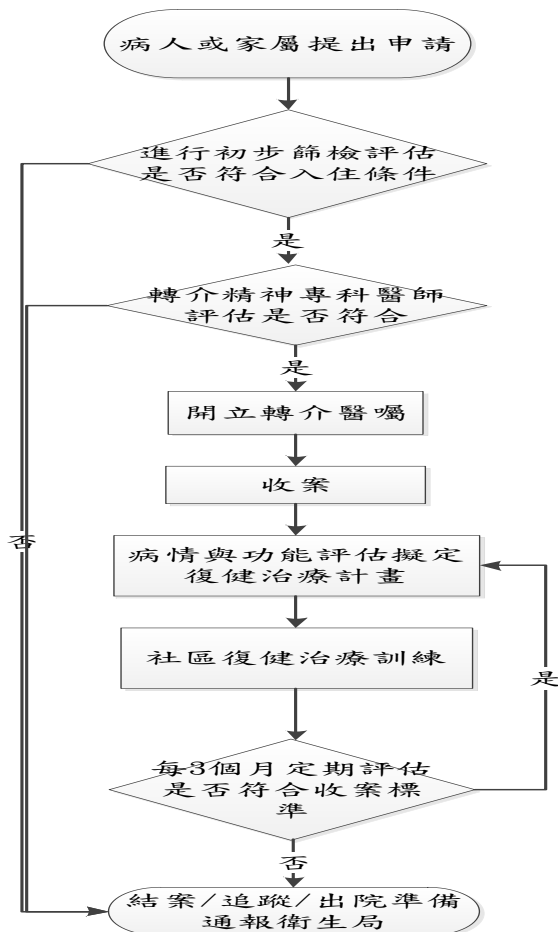 病人或家屬提出申請
進行初步篩檢評估
是否符合入住條件
是
轉介精神專科醫師
評估是否符合
是
開立轉介醫囑
收案
否
病情與功能評估擬定
復健治療計畫
社區復健治療訓練
是
每3個月定期評估
是否符合收案標
準
否
結案/追蹤/出院準備
通報衛生局